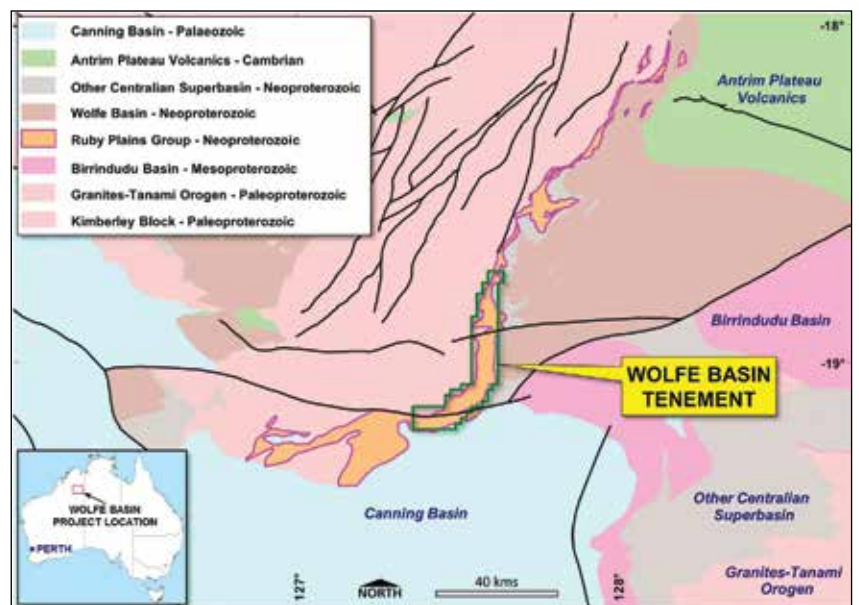 Canning Basin - Palaeozoic
Antrim Plateau Volcanics - Cambrian
Other Centralian Superbasin - Neoproterozoic
Wolfe Basin - Neoproterozoic
Ruby Plains Group - Neoproterozoic
Birrindudu Basin - Mesoproterozoic
Granites-Tanami Orogen - Paleoproterozoic
Kimberley Block - Paleoproterozoic
-18°
Antrim Plateau
Volcanics
Birrindudu Basin
-19°
WOLFE BASIN
TENEMENT
Other Centralian
Superbasin
Canning Basin
Granites-Tanami
Orogen
WOLFE BASIN
PROJECT LOCATION
PERTH
127°
NORTH
40 kms
128°